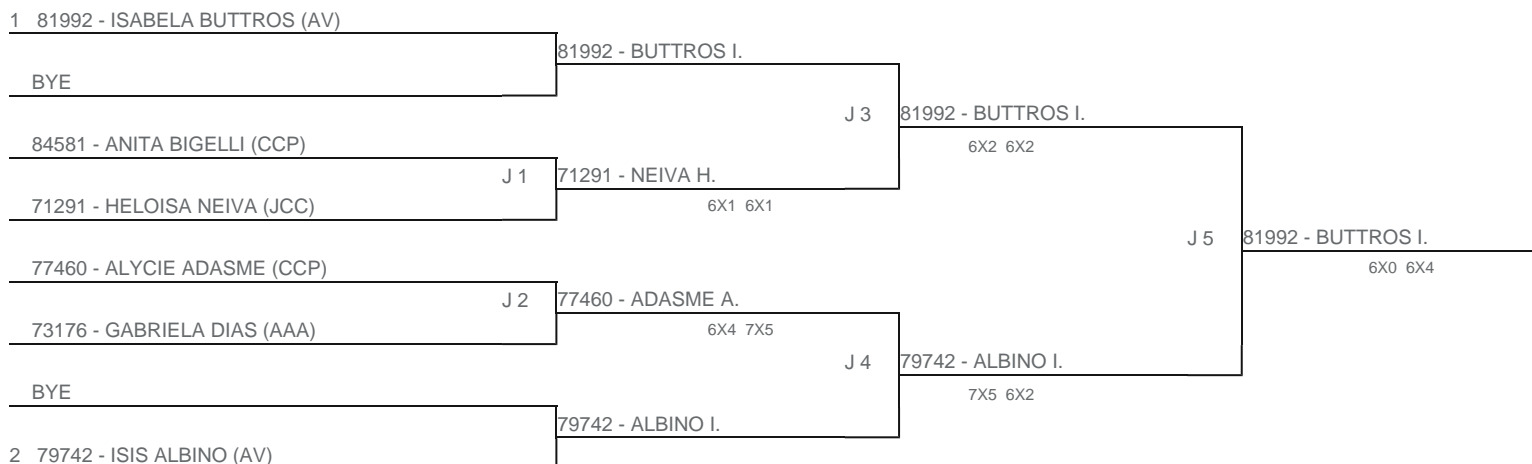 1 81992 - ISABELA BUTTROS (AV)
81992 - BUTTROS I.
BYE
J 3
81992 - BUTTROS I.
6X2 6X2
84581 - ANITA BIGELLI (CCP)
J 1
71291 - NEIVA H.
6X1 6X1
71291 - HELOISA NEIVA (JCC)
J 5
81992 - BUTTROS I.
6X0 6X4
77460 - ALYCIE ADASME (CCP)
J 2
77460 - ADASME A.
6X4 7X5
73176 - GABRIELA DIAS (AAA)
J 4
79742 - ALBINO I.
7X5 6X2
BYE
79742 - ALBINO I.
2 79742 - ISIS ALBINO (AV)